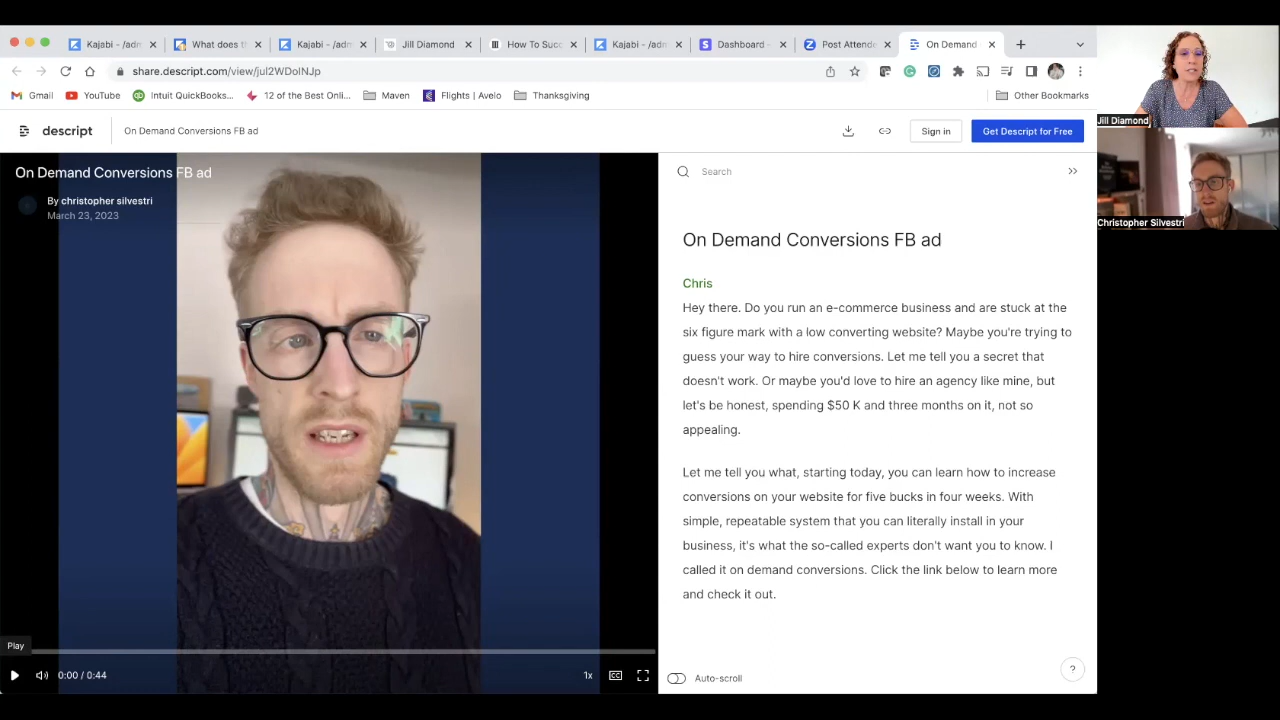 Kajabi - /adm
What does th
Kajabi - /adm
Jill Diamond
How To Succ
Kajabi - /adm
Dashboard -
Post Attende
On Demand
share.descript.com/view/jul2WDolNJp
Gmail
YouTube
Intuit QuickBooks...
12 of the Best Onli...
Maven
Flights | Avelo
Thanksgiving
Other Bookmarks
descript
On Demand Conversions FB ad
Sign in
Get Descript for Free
On Demand Conversions FB ad
By christopher silvestri
March 23, 2023
Play
0:00 / 0:44
1x
CC
Search
On Demand Conversions FB ad
Chris
Hey there. Do you run an e-commerce business and are stuck at the
six figure mark with a low converting website? Maybe you're trying to
guess your way to hire conversions. Let me tell you a secret that
doesn't work. Or maybe you'd love to hire an agency like mine, but
let's be honest, spending $50 K and three months on it, not so
appealing.
Let me tell you what, starting today, you can learn how to increase
conversions on your website for five bucks in four weeks. With
simple, repeatable system that you can literally install in your
business, it's what the so-called experts don't want you to know. I
called it on demand conversions. Click the link below to learn more
and check it out.
Auto-scroll
?
Jill Diamond
Christopher Silvestri